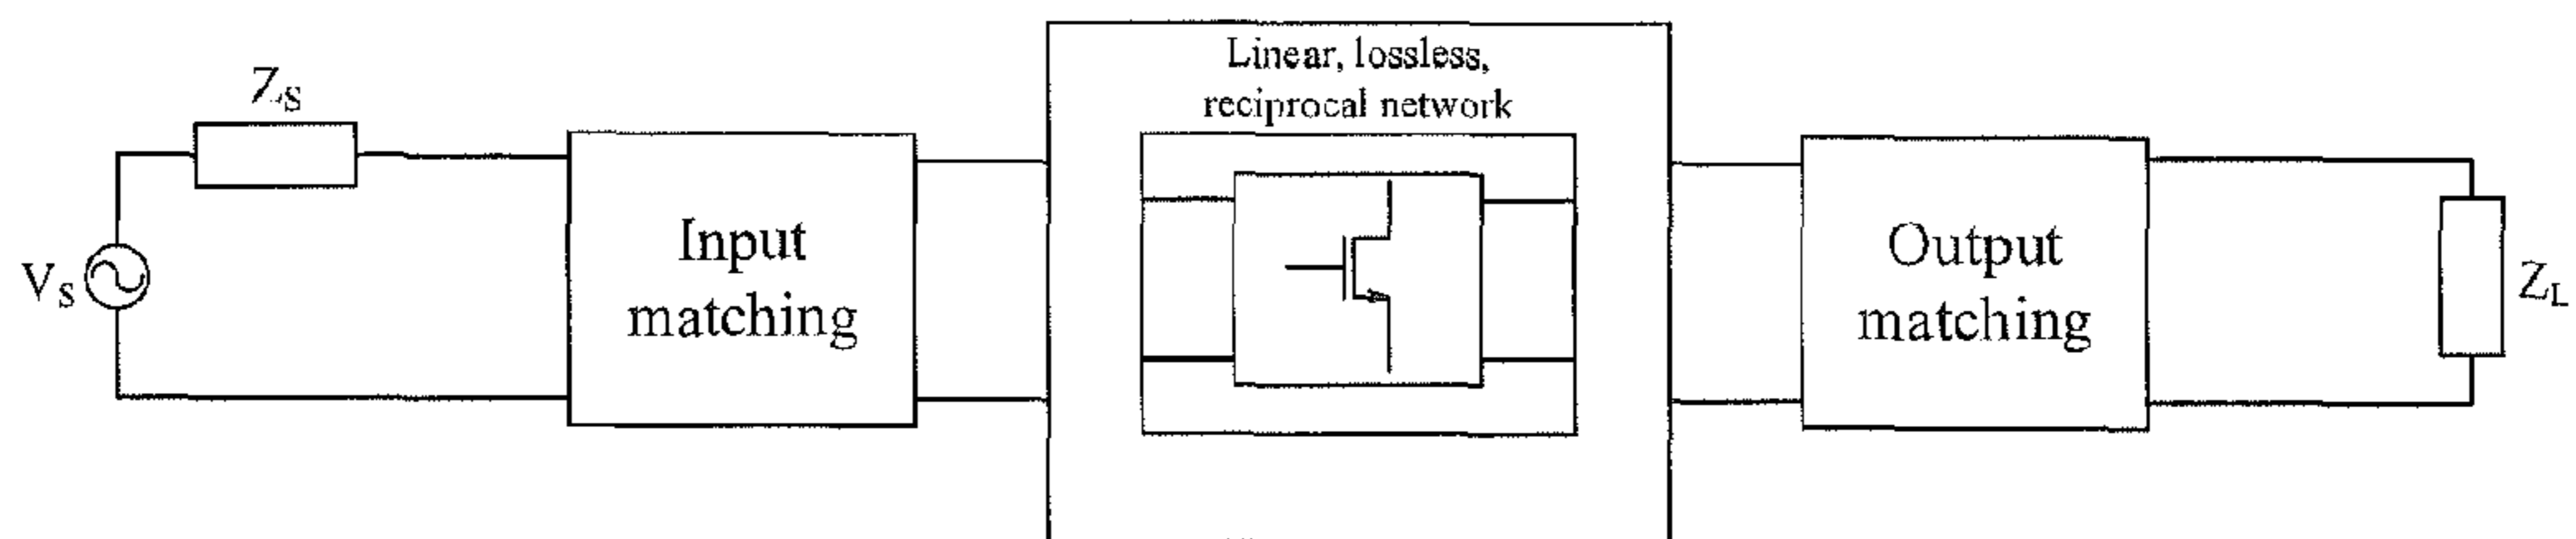 Linear, lossless,
reciprocal network
Z_S
Input
matching
V_S
Output
matching
Z_L